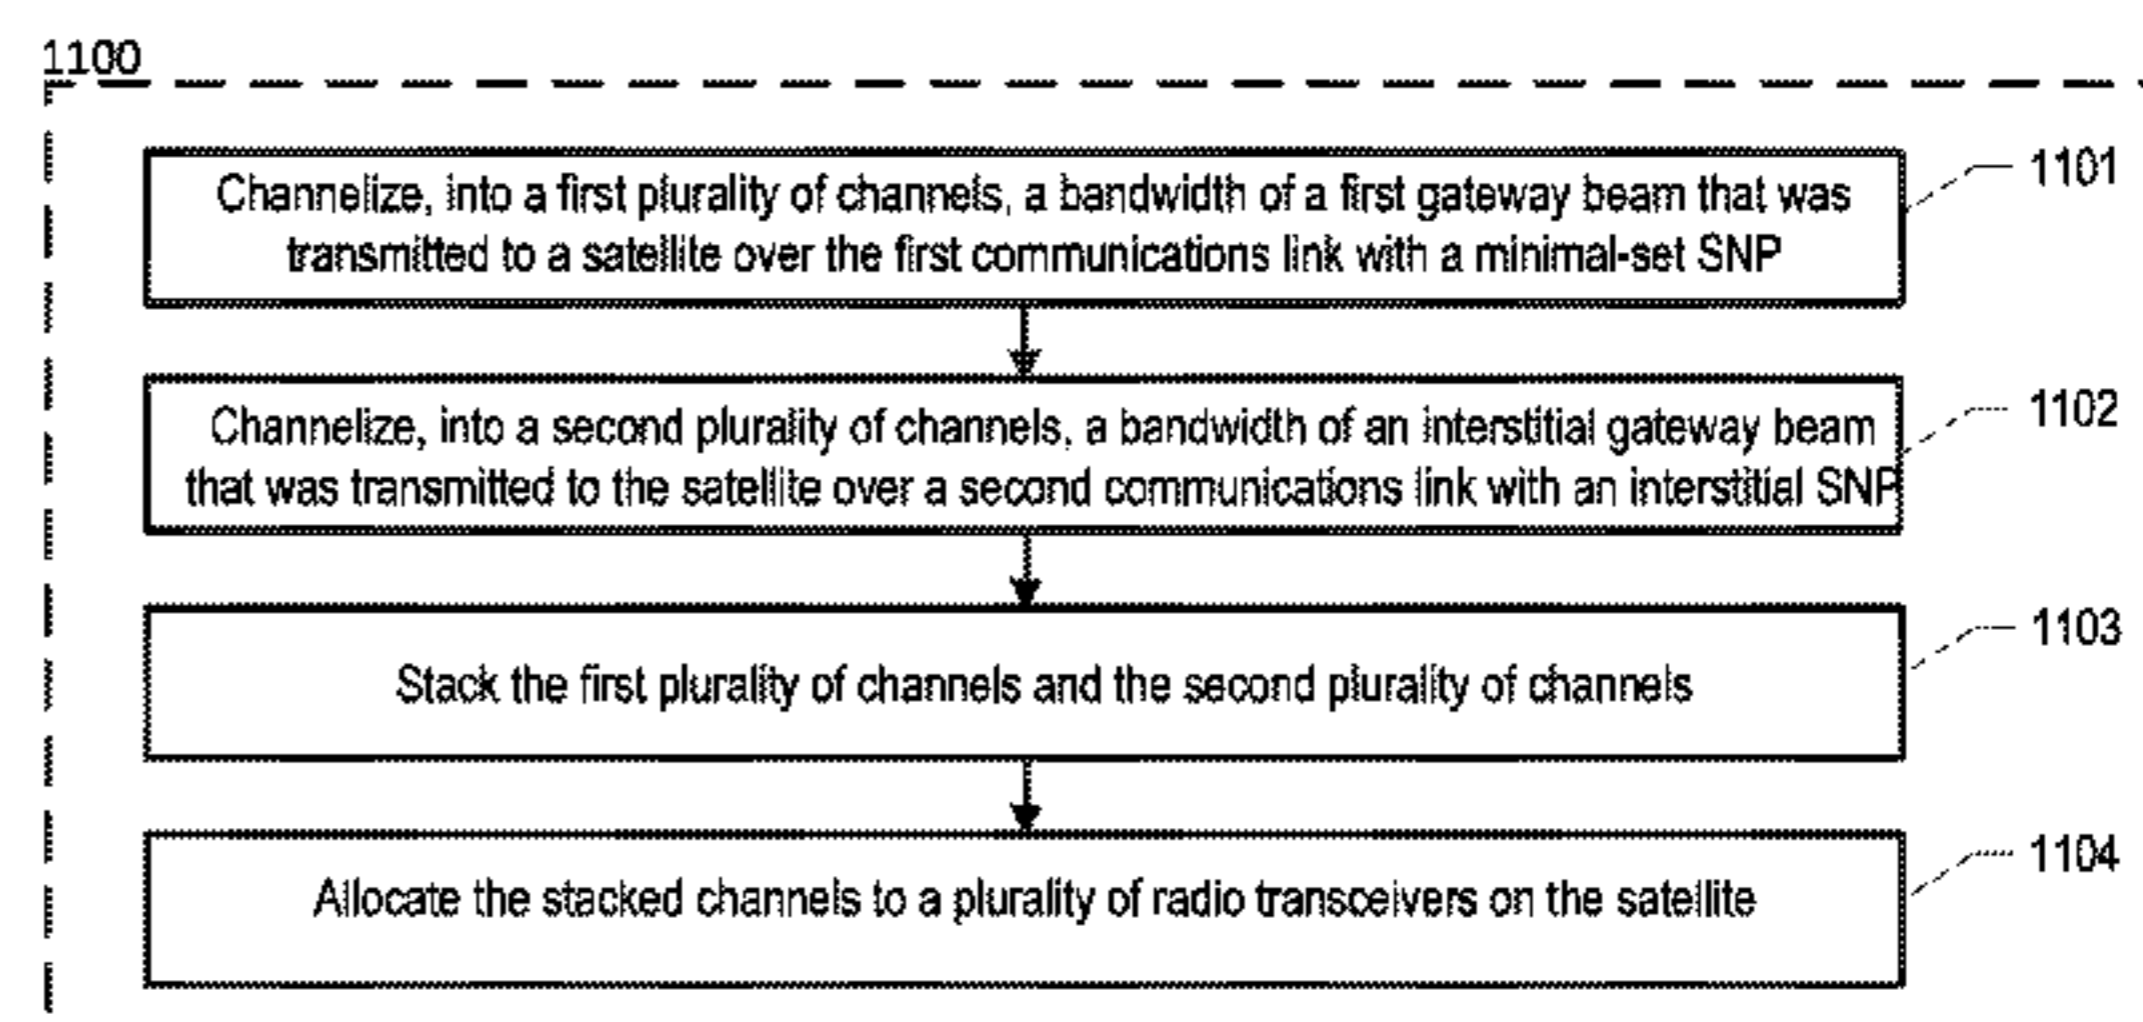 1100
Channelize, into a first plurality of channels, a bandwidth of a first gateway beam that was
transmitted to a satellite over the first communications link with a minimal-set SNP
1101
Channelize, into a second plurality of channels, a bandwidth of an interstitial gateway beam
that was transmitted to the satellite over a second communications link with an interstitial SNP
1102
Stack the first plurality of channels and the second plurality of channels
1103
Allocate the stacked channels to a plurality of radio transceivers on the satellite
1104